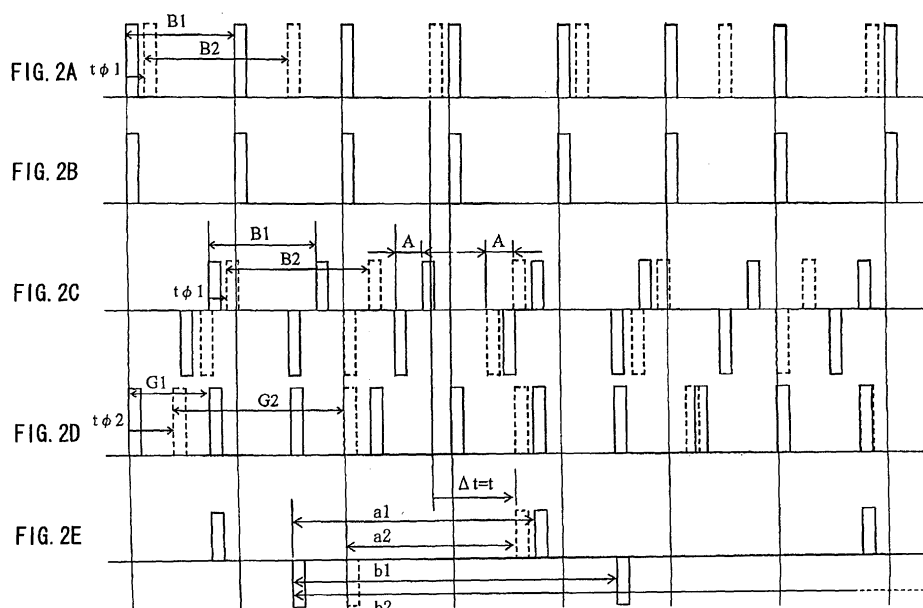 B1
B2
FIG. 2A
tφ1
FIG. 2B
B1
A
A
B2
FIG. 2C
tφ1
G1
G2
tφ2
FIG. 2D
Δt=t
a1
FIG. 2E
a2
b1
b2